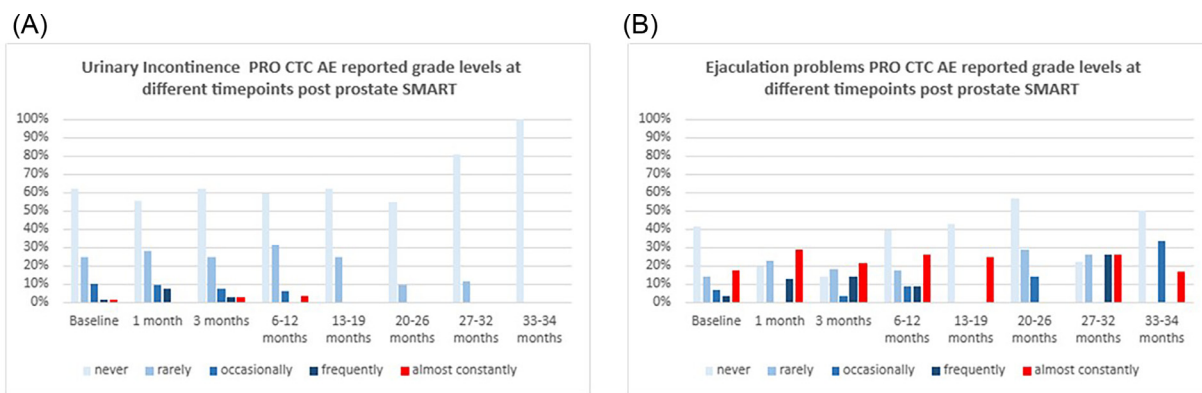 (A)
Urinary Incontinence PRO CTC AE reported grade levels at
different timepoints post prostate SMART
100%
90%
80%
70%
60%
50%
40%
30%
20%
10%
0%
Baseline 1 month 3 months 6-12 13-19 20-26 27-32 33-34
months months months months months
never rarely occasionally frequently almost constantly
(B)
Ejaculation problems PRO CTC AE reported grade levels at
different timepoints post prostate SMART
100%
90%
80%
70%
60%
50%
40%
30%
20%
10%
0%
Baseline 1 month 3 months 6-12 13-19 20-26 27-32 33-34
months months months months months
never rarely occasionally frequently almost constantly